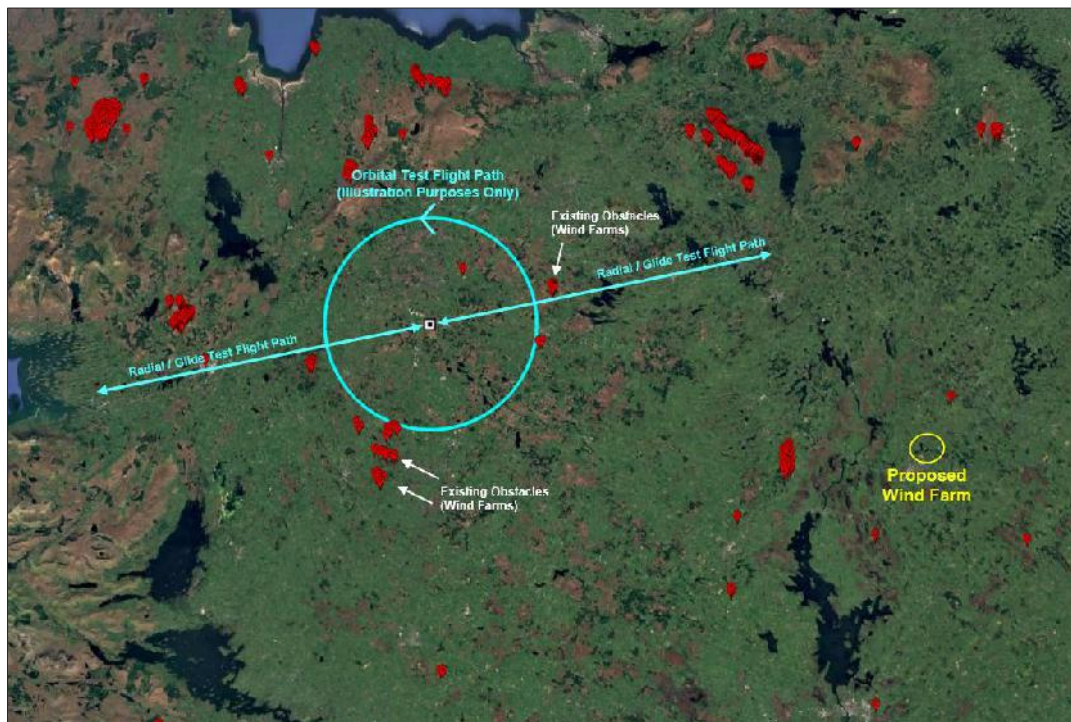 Orbital Test Flight Path
(Illustration Purposes Only)
Existing Obstacles
(Wind Farms)
Radial / Glide Test Flight Path
Radial / Glide Test Flight Path
Existing Obstacles
(Wind Farms)
Proposed
Wind Farm